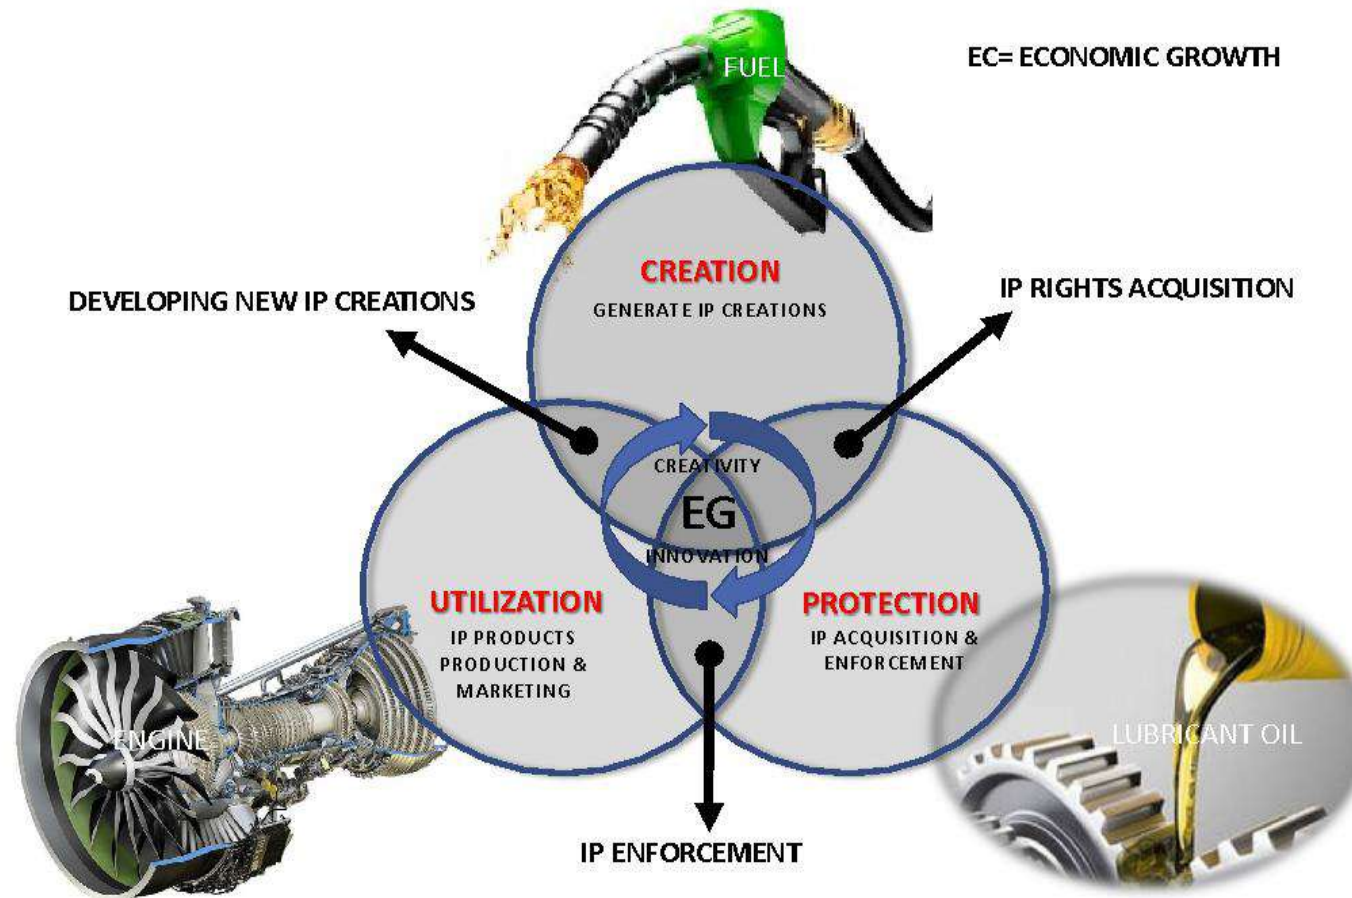 FUEL
EC= ECONOMIC GROWTH
CREATION
GENERATE IP CREATIONS
DEVELOPING NEW IP CREATIONS
IP RIGHTS ACQUISITION
CREATIVITY
EG
INNOVATION
UTILIZATION
IP PRODUCTS
PRODUCTION &
MARKETING
PROTECTION
IP ACQUISITION &
ENFORCEMENT
ENGINE
LUBRICANT OIL
IP ENFORCEMENT